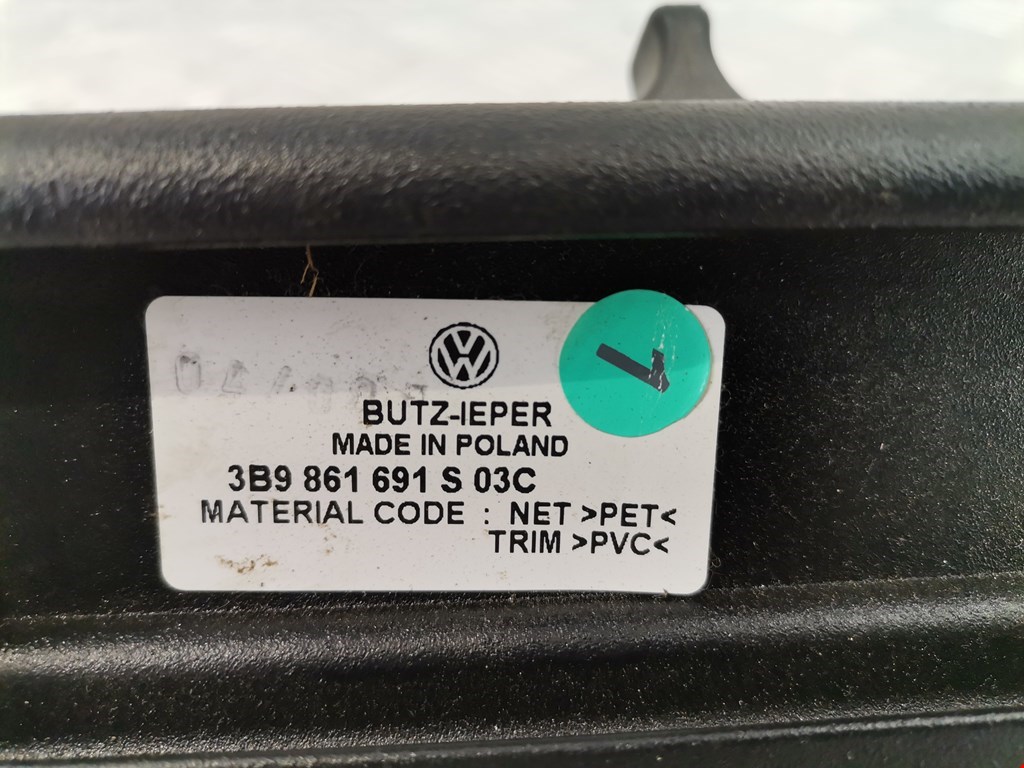 BUTZ-IEPER
MADE IN POLAND
3B9 861 691 S 03C
MATERIAL CODE : NET >PET<
TRIM >PVC<